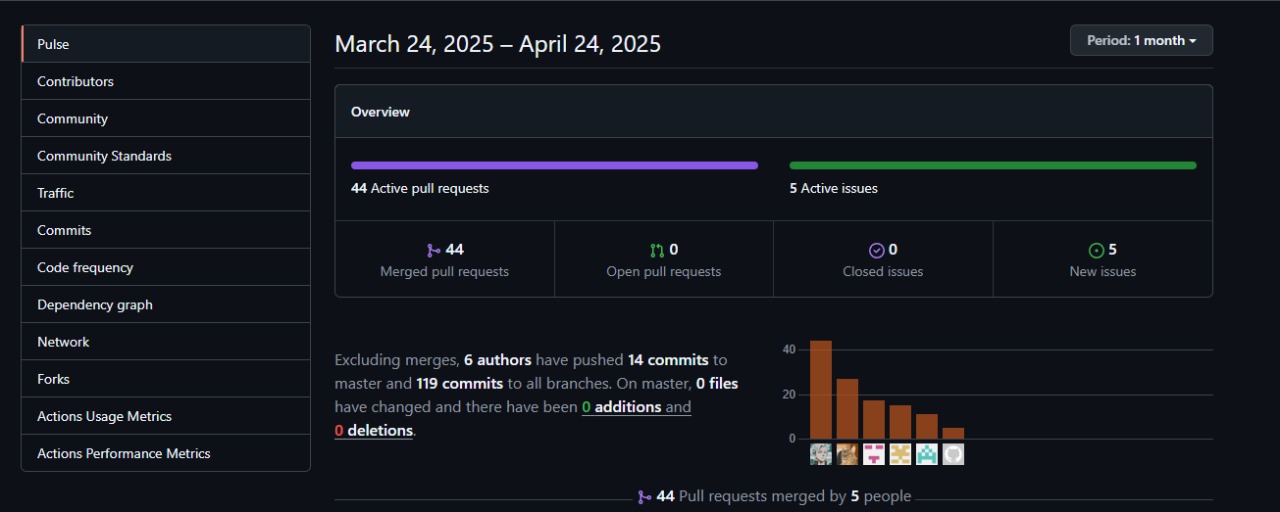 Pulse
Contributors
Community
Community Standards
Traffic
Commits
Code frequency
Dependency graph
Network
Forks
Actions Usage Metrics
Actions Performance Metrics
March 24, 2025 – April 24, 2025
Period: 1 month
Overview
44 Active pull requests
5 Active issues
44
Merged pull requests
0
Open pull requests
0
Closed issues
5
New issues
Excluding merges, 6 authors have pushed 14 commits to
master and 119 commits to all branches. On master, 0 files
have changed and there have been 0 additions and
0 deletions.
40
20
0
44 Pull requests merged by 5 people